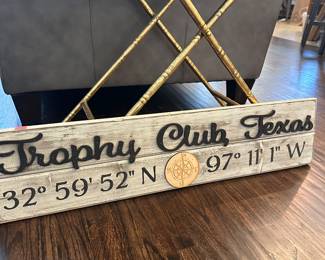 Trophy Club, Texas
32° 59' 52" N 97° 11' 1" W